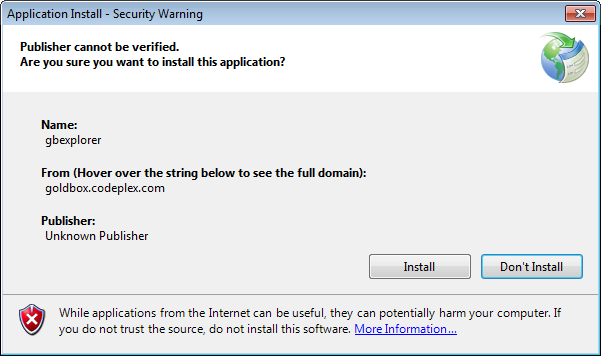 Application Install - Security Warning
Publisher cannot be verified.
Are you sure you want to install this application?
Name:
gbexplorer
From (Hover over the string below to see the full domain):
goldbox.codeplex.com
Publisher:
Unknown Publisher
Install Don't Install
While applications from the Internet can be useful, they can potentially harm your computer. If
you do not trust the source, do not install this software. More Information...